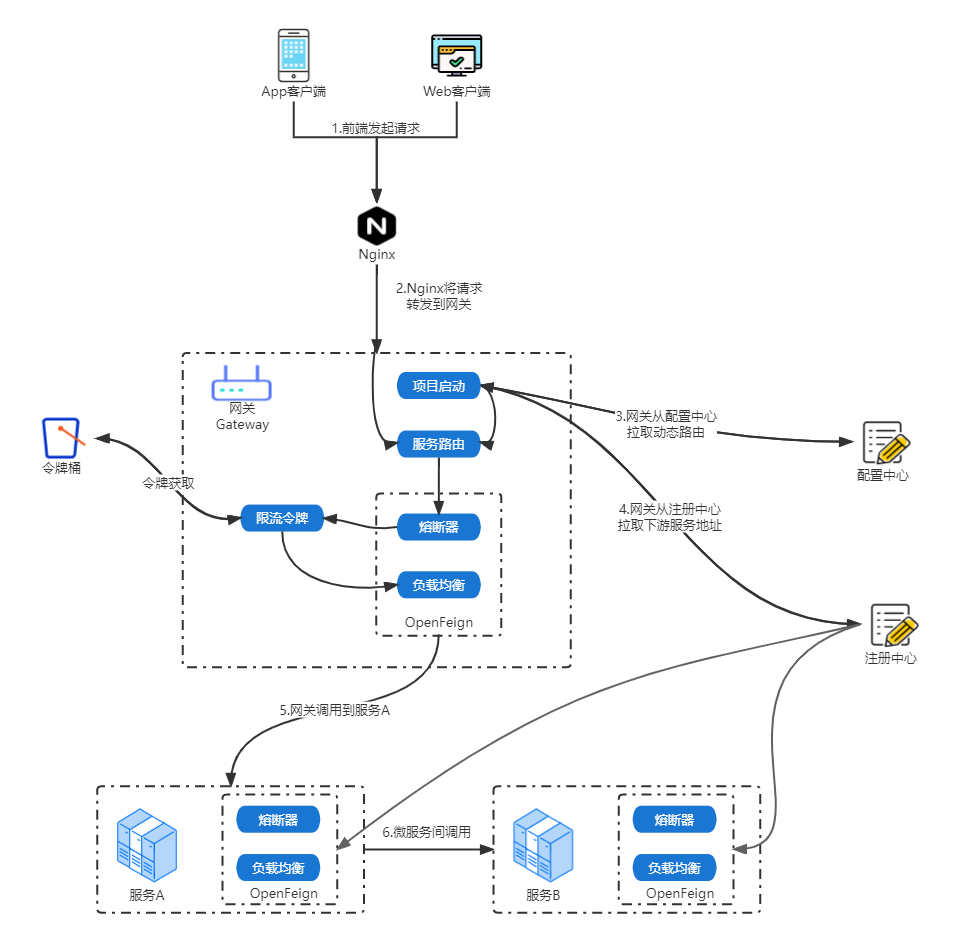 App客户端
Web客户端
1.前端发起请求
N
Nginx
2.Nginx将请求
转发到网关
网关
Gateway
项目启动
服务路由
3.网关从配置中心
拉取动态路由
配置中心
令牌桶
令牌获取
限流令牌
熔断器
负载均衡
OpenFeign
4.网关从注册中心
拉取下游服务地址
注册中心
5.网关调用到服务A
服务A
熔断器
负载均衡
OpenFeign
6.微服务间调用
服务B
熔断器
负载均衡
OpenFeign